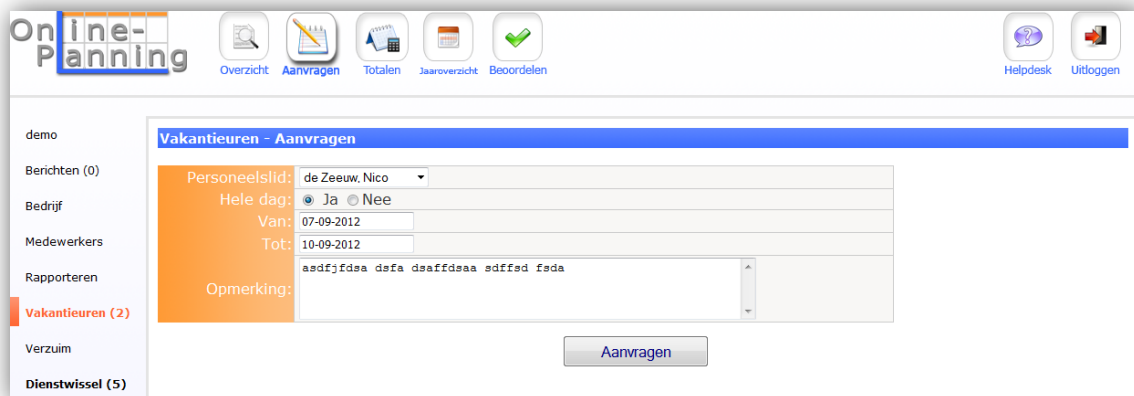 Online-
Planning
Overzicht
Aanvragen
Totalen
Jaaroverzicht
Beoordelen
Helpdesk
Uitloggen
demo
Berichten (0)
Bedrijf
Medewerkers
Rapporteren
Vakantieuren (2)
Verzuim
Dienstwissel (5)
Vakantieuren - Aanvragen
Personeelslid: de Zeeuw, Nico
Hele dag: Ja Nee
Van: 07-09-2012
Tot: 10-09-2012
Opmerking: asdfjfdsa dsfa dsaffdsaa sdffsd fsda
Aanvragen